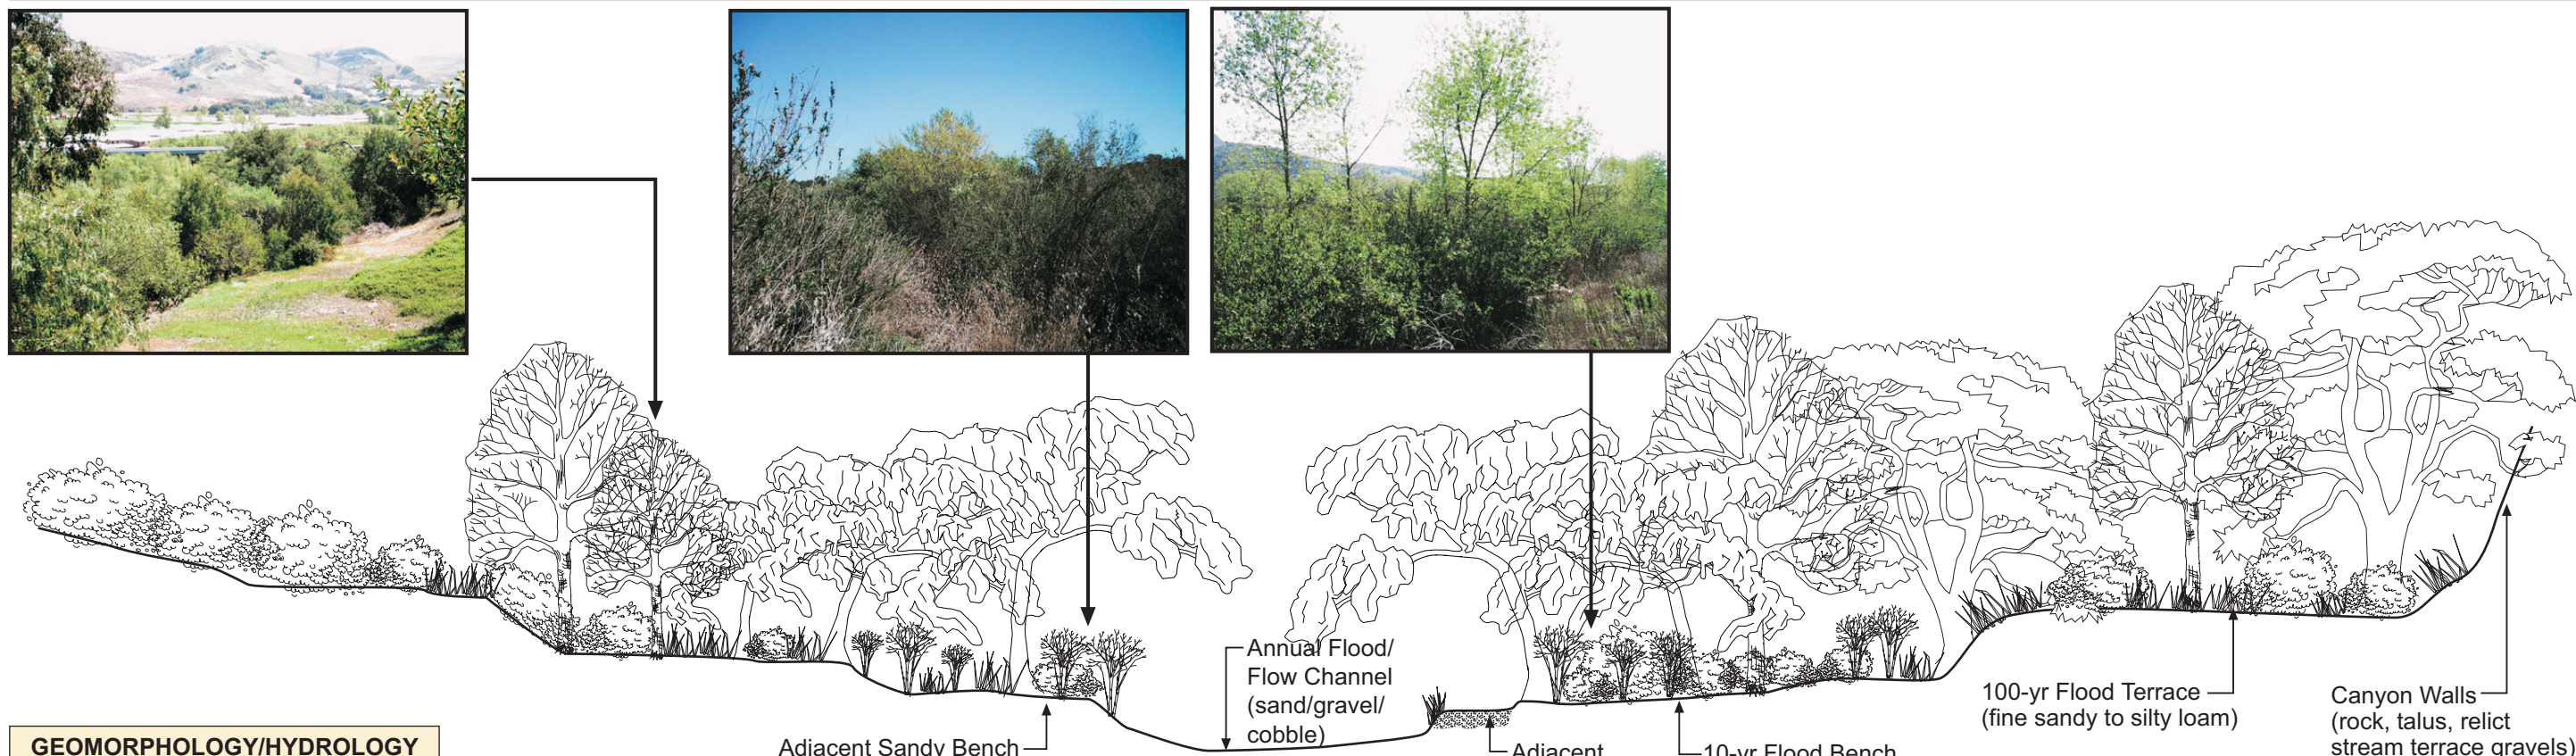 Annual Flood/
Flow Channel
(sand/gravel/
cobble)
100-yr Flood Terrace
(fine sandy to silty loam)
Canyon Walls
(rock, talus, relict
stream terrace gravels)
GEOMORPHOLOGY/HYDROLOGY
Adjacent Sandy Bench
Adjacent
10-yr Flood Bench